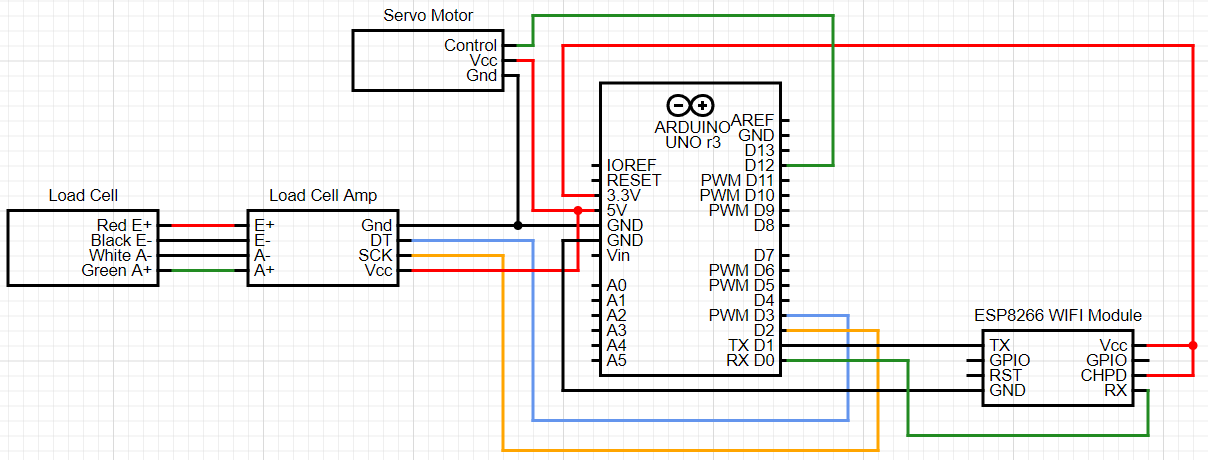 Servo Motor
Control
Vcc
Gnd
ARDUINO
UNO r3
AREF
GND
D13
D12
PWM D11
PWM D10
PWM D9
D8
D7
PWM D6
PWM D5
D4
PWM D3
D2
TX D1
RX D0
IOREF
RESET
3.3V
5V
GND
GND
Vin
A0
A1
A2
A3
A4
A5
Load Cell
Red E+
Black E-
White A-
Green A+
Load Cell Amp
E+
E-
A-
A+
Gnd
DT
SCK
Vcc
ESP8266 WIFI Module
TX
GPIO
RST
GND
Vcc
GPIO
CHPD
RX